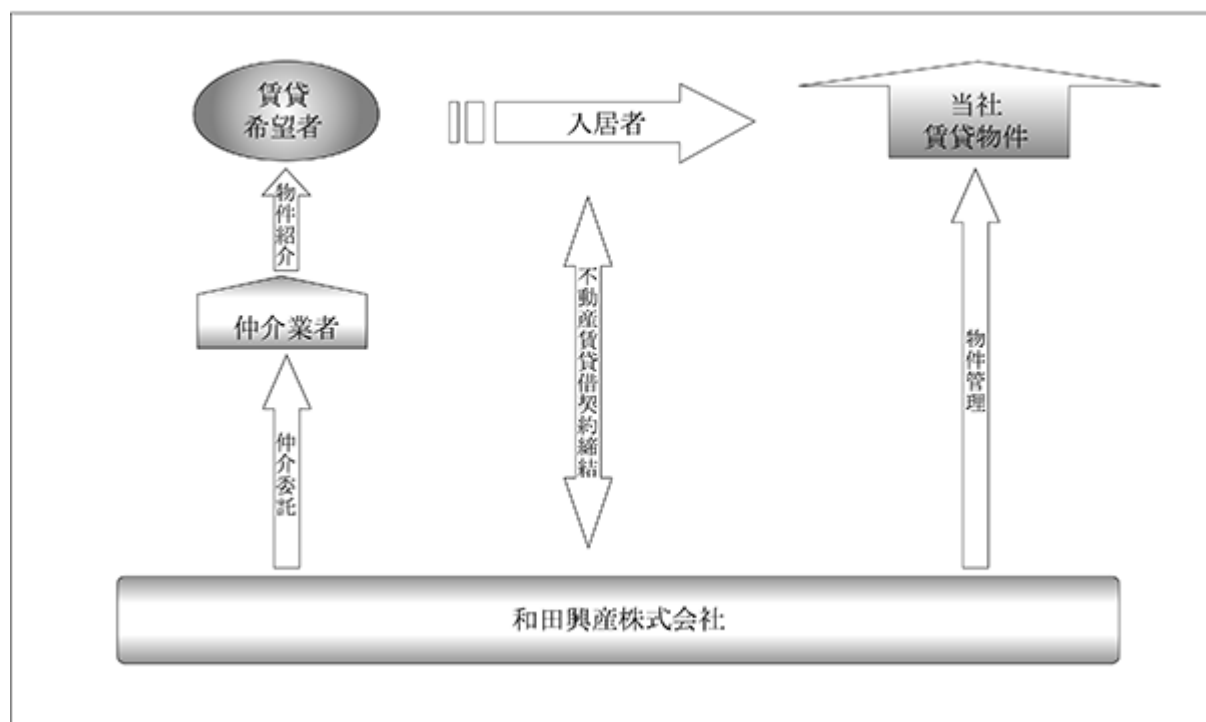 賃貸
希望者
入居者
当社
賃貸物件
物件紹介
仲介業者
仲介委託
不動産賃貸借契約締結
物件管理
和田興産株式会社